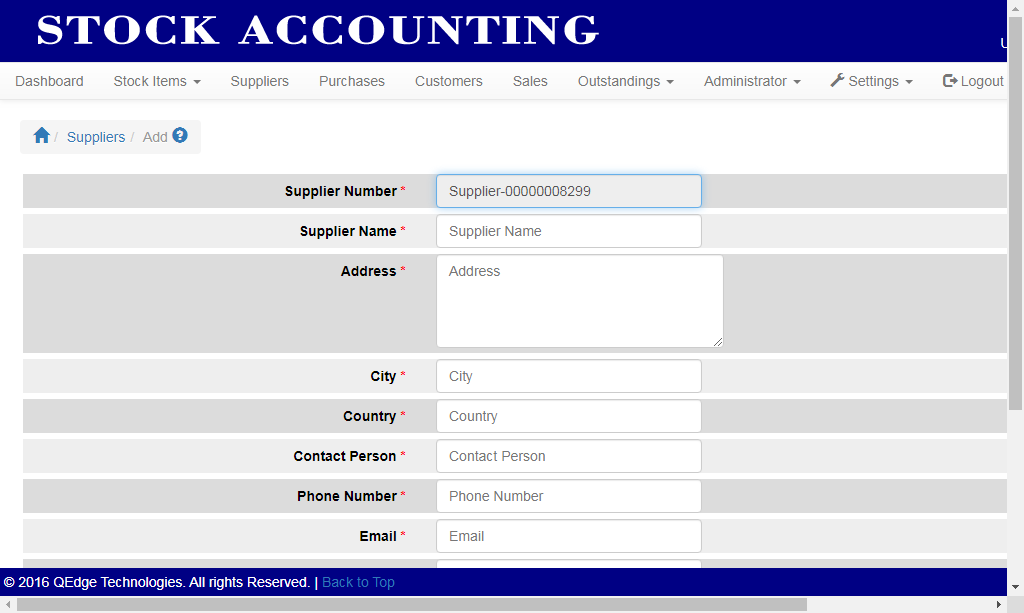 STOCK ACCOUNTING
U
Dashboard Stock Items Suppliers Purchases Customers Sales Outstandings Administrator Settings Logout
/ Suppliers / Add ?
Supplier Number * Supplier-00000008299
Supplier Name * Supplier Name
Address * Address
City * City
Country * Country
Contact Person * Contact Person
Phone Number * Phone Number
Email * Email
© 2016 QEdge Technologies. All rights Reserved. | Back to Top